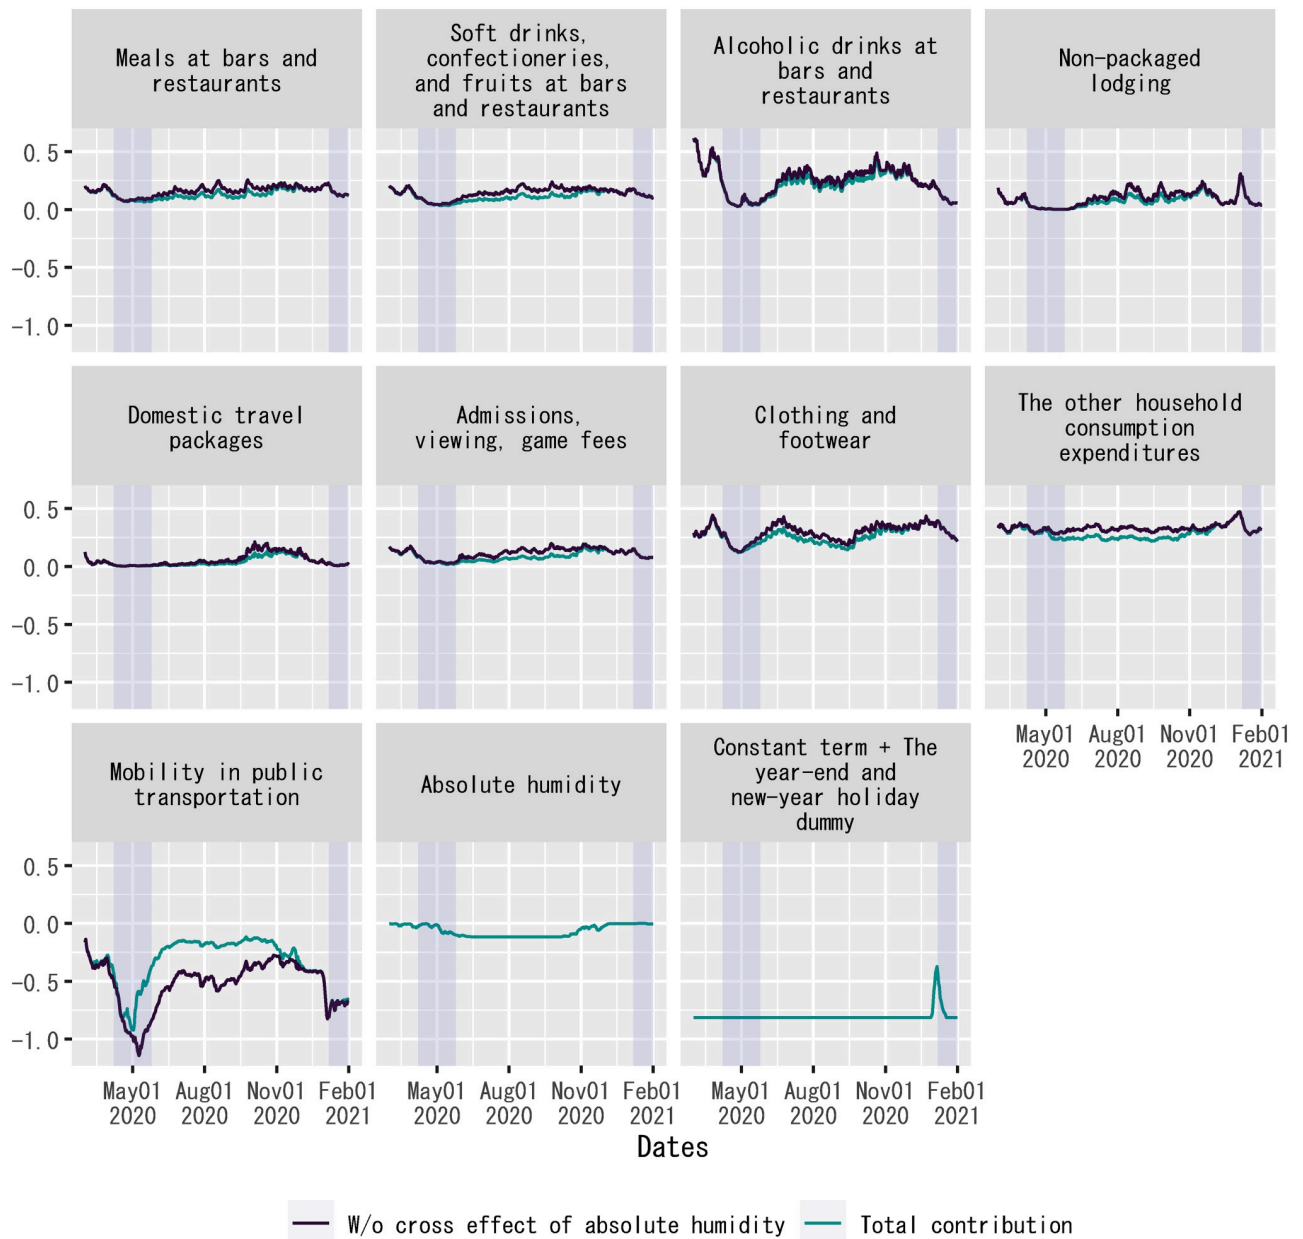 Meals at bars and
restaurants
Soft drinks,
confectioneries,
and fruits at bars
and restaurants
Alcoholic drinks at
bars and
restaurants
Non-packaged
lodging
0.5
0.0
-0.5
-1.0
Domestic travel
packages
Admissions,
viewing, game fees
Clothing and
footwear
The other household
consumption
expenditures
0.5
0.0
-0.5
-1.0
May01 Aug01 Nov01 Feb01
2020 2020 2020 2021
Mobility in public
transportation
Absolute humidity
Constant term + The
year-end and
new-year holiday
dummy
0.5
0.0
-0.5
-1.0
May01 Aug01 Nov01 Feb01
2020 2020 2020 2021
May01 Aug01 Nov01 Feb01
2020 2020 2020 2021
May01 Aug01 Nov01 Feb01
2020 2020 2020 2021
Dates
W/o cross effect of absolute humidity
Total contribution